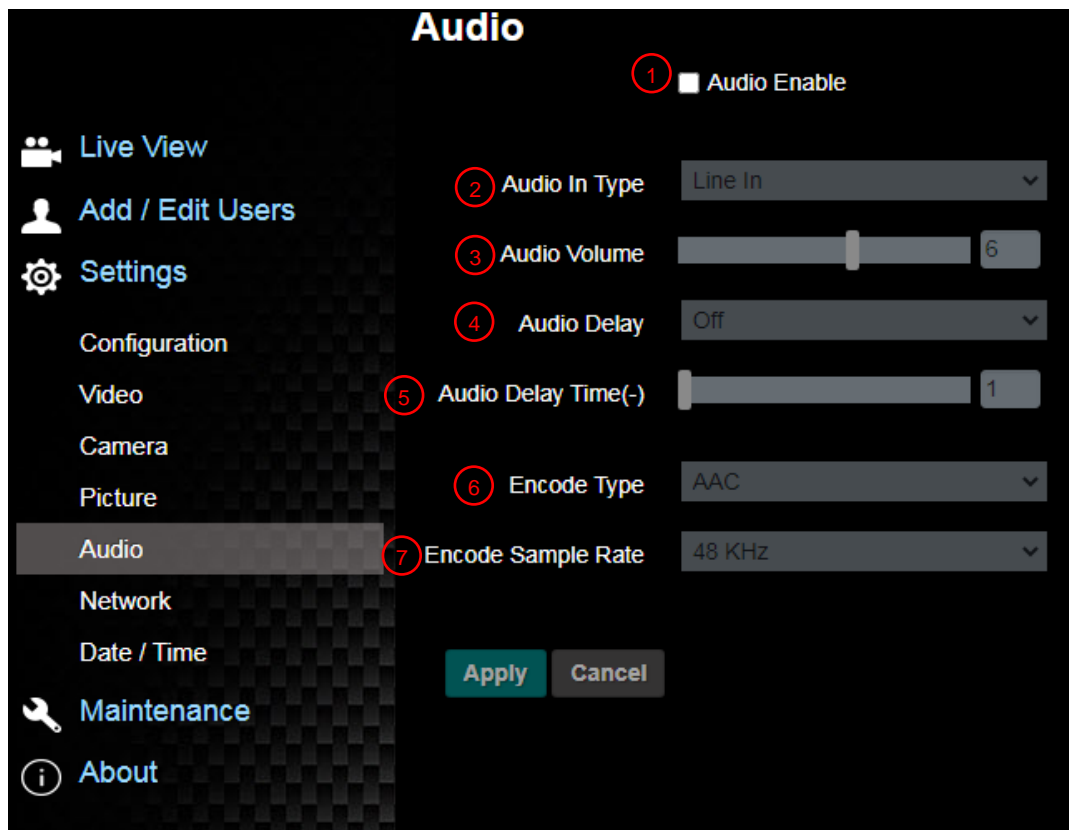 Audio
1 Audio Enable
Live View
Add / Edit Users
Settings
Configuration
Video
Camera
Picture
Audio
Network
Date / Time
Maintenance
About
2 Audio In Type Line In
3 Audio Volume 6
4 Audio Delay Off
5 Audio Delay Time(-) 1
6 Encode Type AAC
7 Encode Sample Rate 48 KHz
Apply Cancel